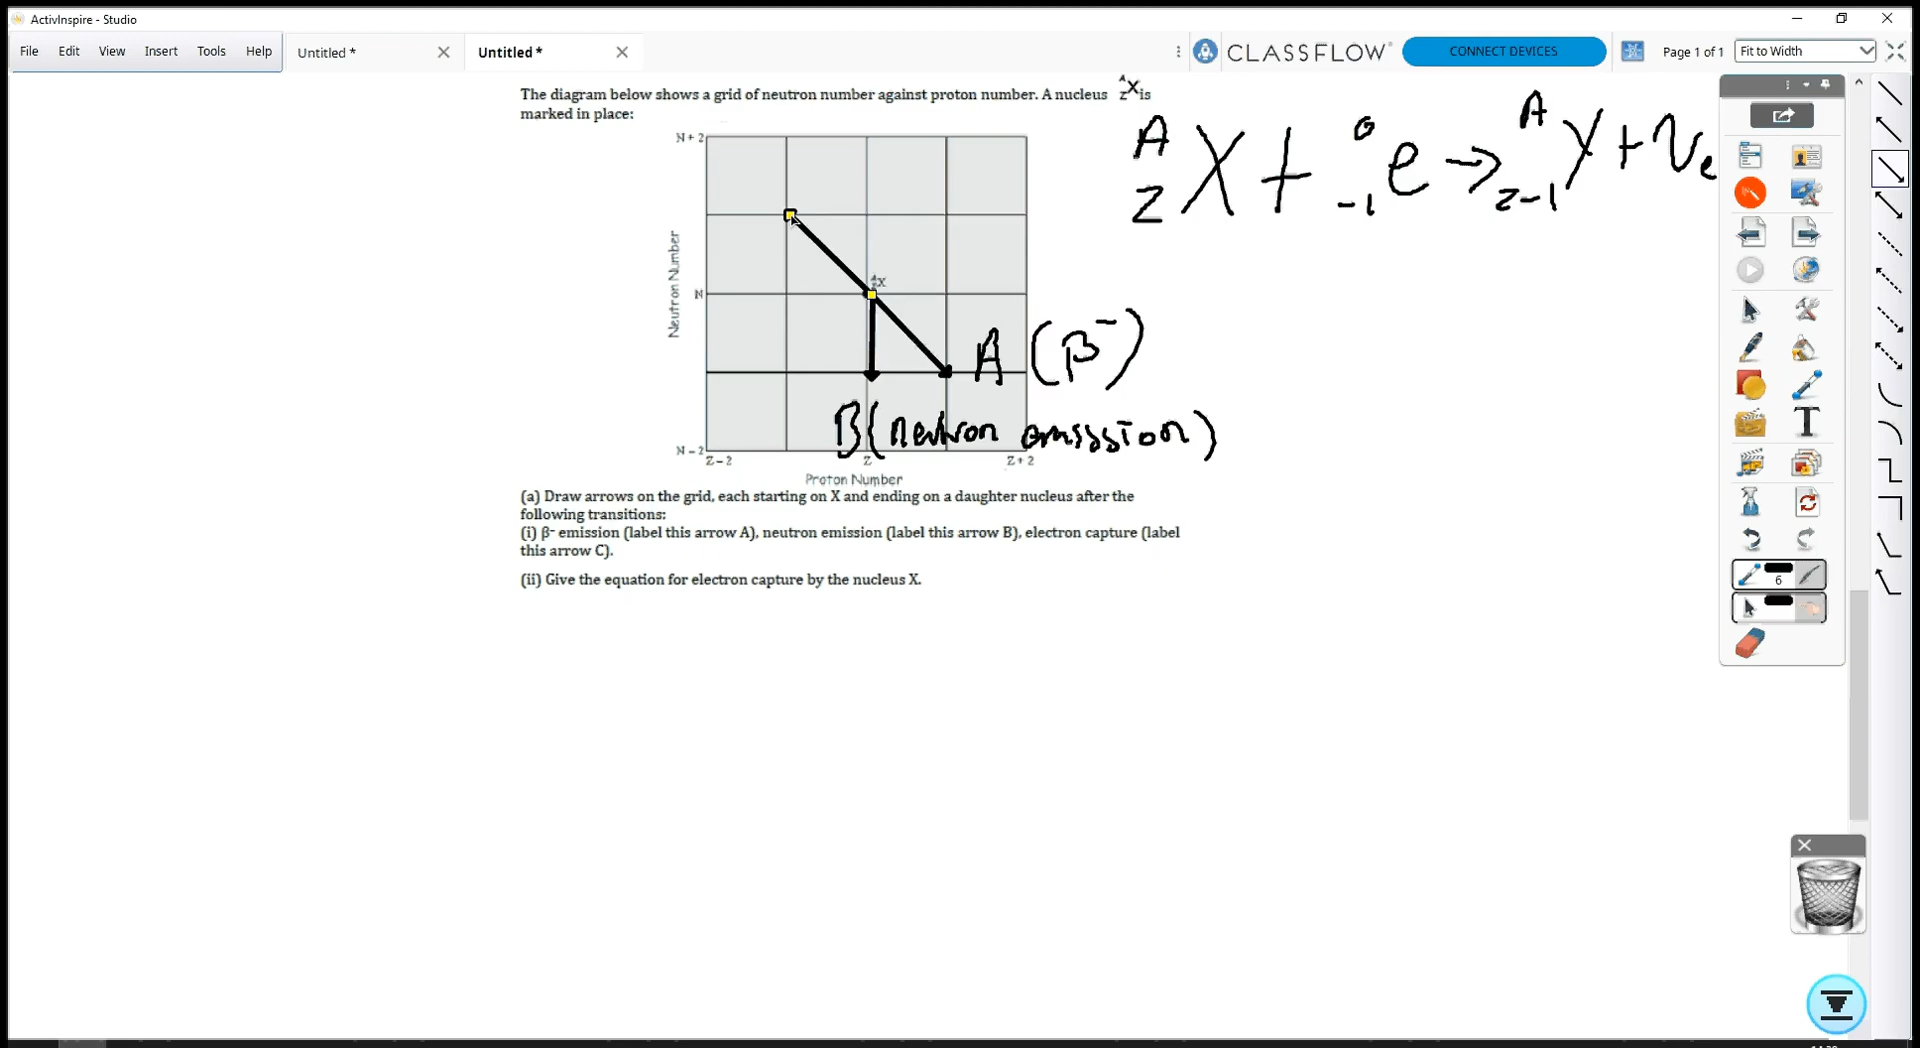 ActivInspire - Studio
File Edit View Insert Tools Help Untitled * Untitled * CLASSFLOW CONNECT DEVICES Page 1 of 1 Fit to Width
The diagram below shows a grid of neutron number against proton number. A nucleus A Z X is
marked in place:
A Z X + 0 -1 e → A Z-1 Y + νe
N + 2
Neutron Number
A Z X
N
A (β⁻)
B (neutron emisssion)
N − 2
Z − 2 Z Z + 2
Proton Number
(a) Draw arrows on the grid, each starting on X and ending on a daughter nucleus after the
following transitions:
(i) β⁻ emission (label this arrow A), neutron emission (label this arrow B), electron capture (label
this arrow C).
(ii) Give the equation for electron capture by the nucleus X.
T
6